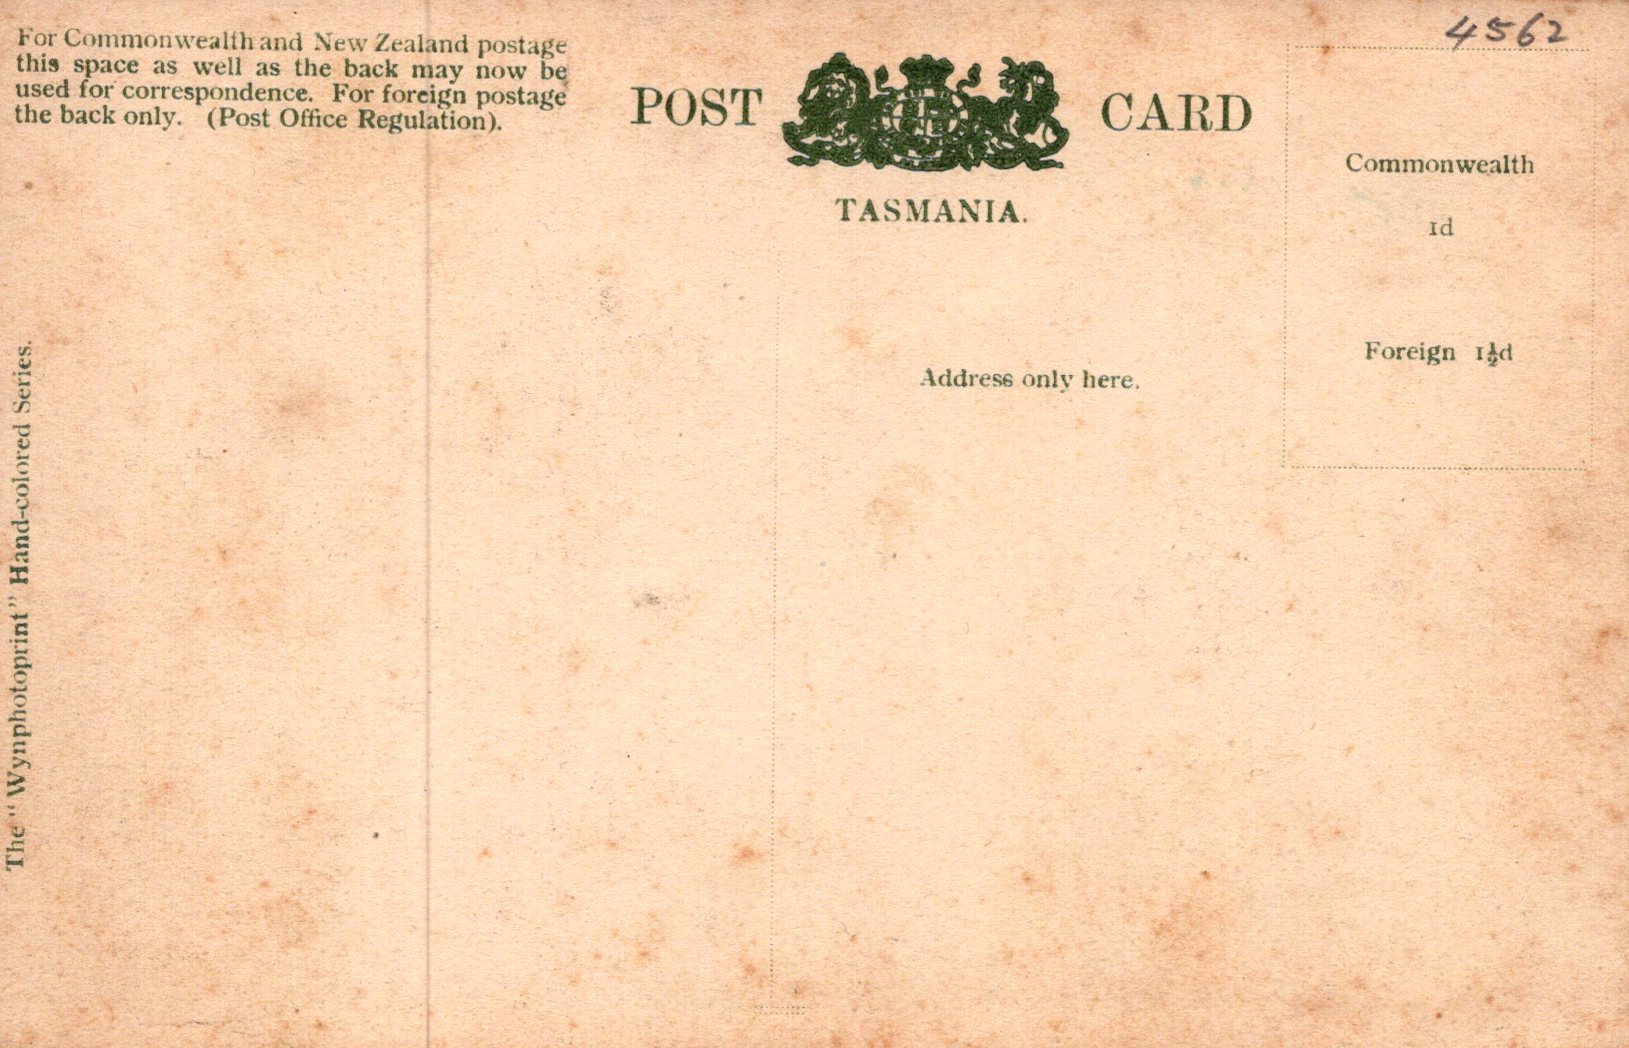 4562
For Commonwealth and New Zealand postage
this space as well as the back may now be
used for correspondence. For foreign postage
the back only. (Post Office Regulation).
POST CARD
TASMANIA.
Commonwealth
1d
Foreign 1½d
Address only here.
The "Wynphotoprint" Hand-colored Series.